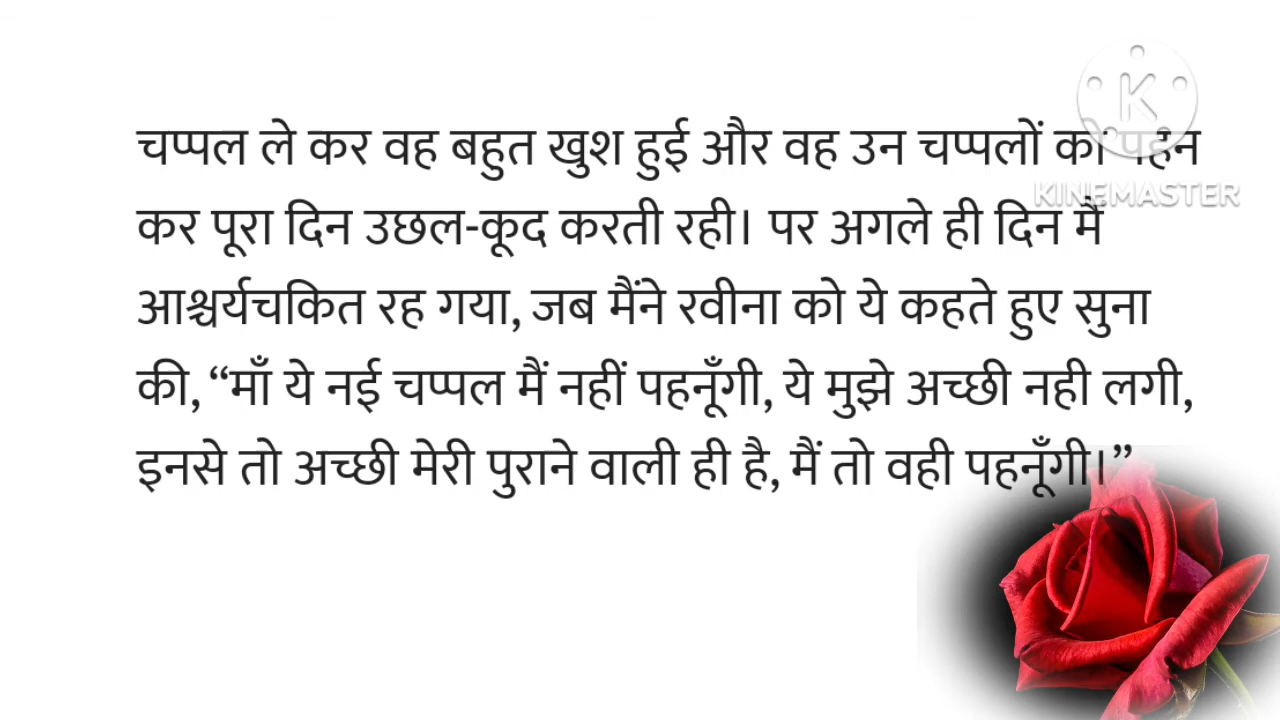 K
KINEMASTER
चप्पल ले कर वह बहुत खुश हुई और वह उन चप्पलों को पहन
कर पूरा दिन उछल-कूद करती रही। पर अगले ही दिन मैं
आश्चर्यचकित रह गया, जब मैंने रवीना को ये कहते हुए सुना
की, “माँ ये नई चप्पल मैं नहीं पहनूँगी, ये मुझे अच्छी नही लगी,
इनसे तो अच्छी मेरी पुराने वाली ही है, मैं तो वही पहनूँगी।”